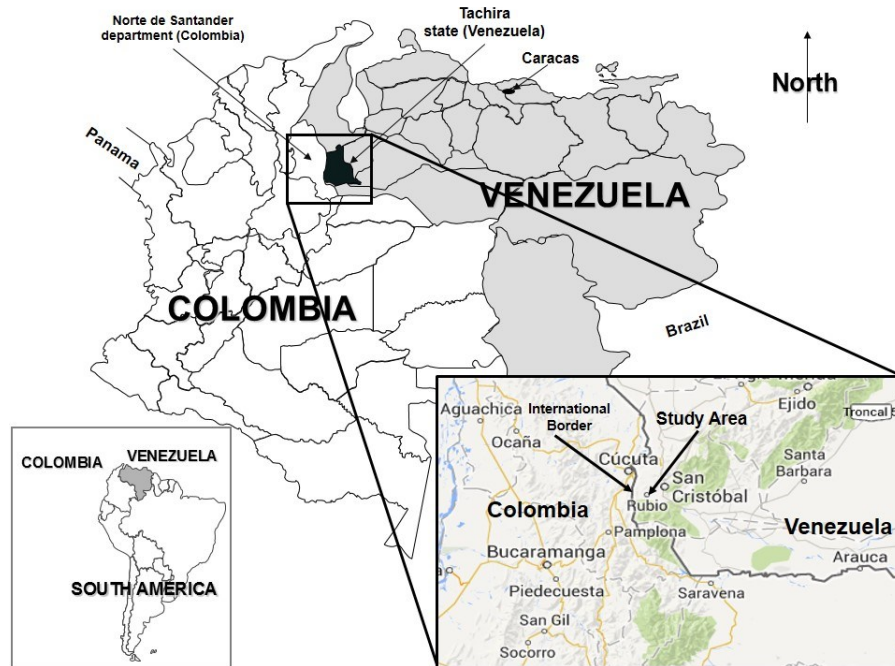 Norte de Santander
department (Colombia)
Tachira
state (Venezuela)
Caracas
North
Panama
VENEZUELA
COLOMBIA
Brazil
COLOMBIA
VENEZUELA
SOUTH AMERICA
Aguachica
International
Border
Study Area
Ejido
Troncal
Ocaña
Cúcuta
Santa
Barbara
San
Cristóbal
Rubio
Colombia
Venezuela
Pamplona
Bucaramanga
Arauca
Piedecuesta
Saravena
San Gil
Socorro